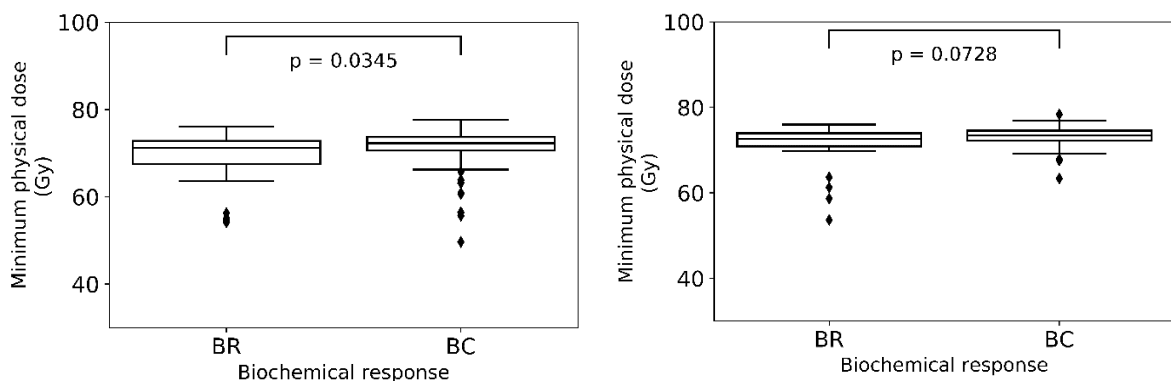 100
80
60
40
Minimum physical dose
(Gy)
p = 0.0345
BR
BC
Biochemical response
100
80
60
40
Minimum physical dose
(Gy)
p = 0.0728
BR
BC
Biochemical response